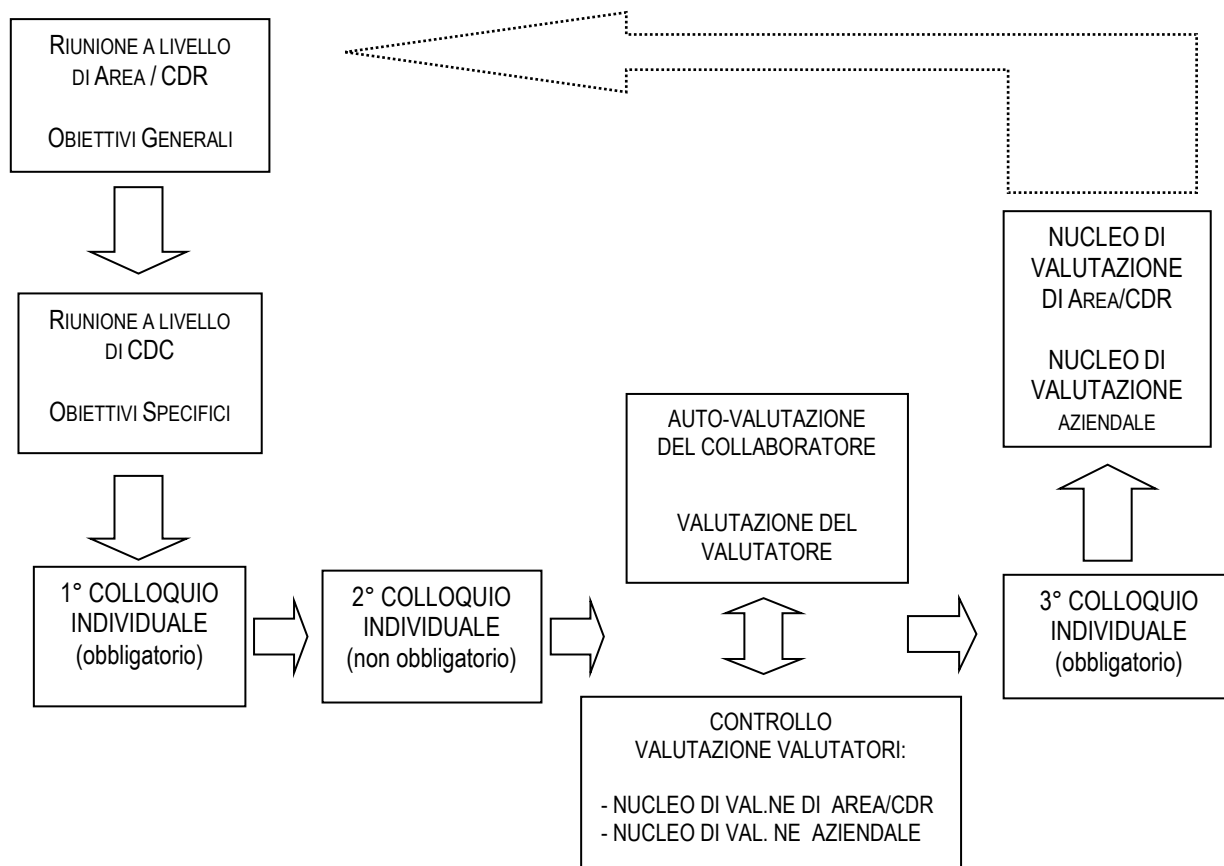 RIUNIONE A LIVELLO
DI AREA / CDR
OBIETTIVI GENERALI
RIUNIONE A LIVELLO
DI CDC
OBIETTIVI SPECIFICI
1° COLLOQUIO
INDIVIDUALE
(obbligatorio)
2° COLLOQUIO
INDIVIDUALE
(non obbligatorio)
AUTO-VALUTAZIONE
DEL COLLABORATORE
VALUTAZIONE DEL
VALUTATORE
CONTROLLO
VALUTAZIONE VALUTATORI:
- NUCLEO DI VAL.NE DI AREA/CDR
- NUCLEO DI VAL. NE AZIENDALE
3° COLLOQUIO
INDIVIDUALE
(obbligatorio)
NUCLEO DI
VALUTAZIONE
DI AREA/CDR
NUCLEO DI
VALUTAZIONE
AZIENDALE